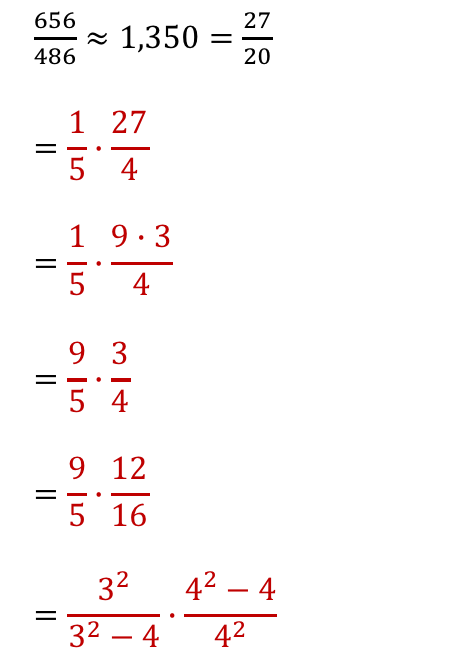 656/486 ≈ 1,350 = 27/20
= 1/5 · 27/4
= 1/5 · (9 · 3)/4
= 9/5 · 3/4
= 9/5 · 12/16
= 3²/(3² − 4) · (4² − 4)/4²